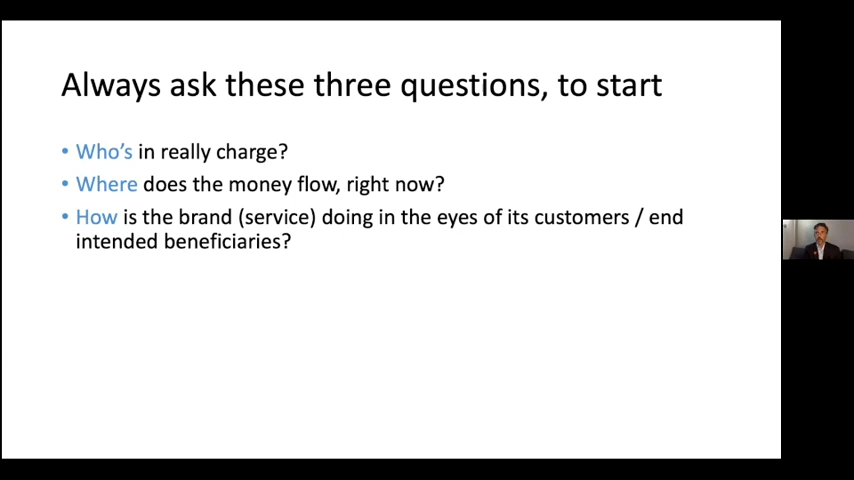 Always ask these three questions, to start
• Who's in really charge?
• Where does the money flow, right now?
• How is the brand (service) doing in the eyes of its customers / end
intended beneficiaries?